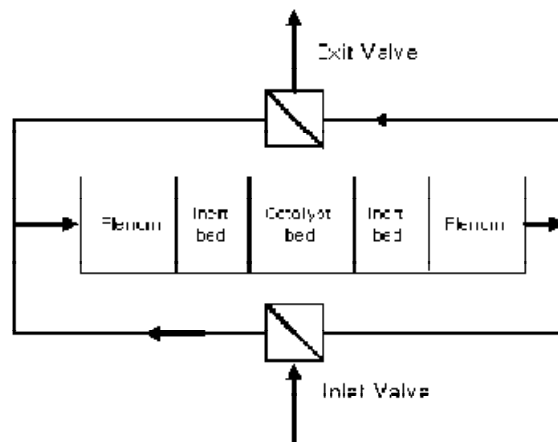 Exit Valve
Plenum
Inert
bed
Catalyst
bed
Inert
bed
Plenum
Inlet Valve